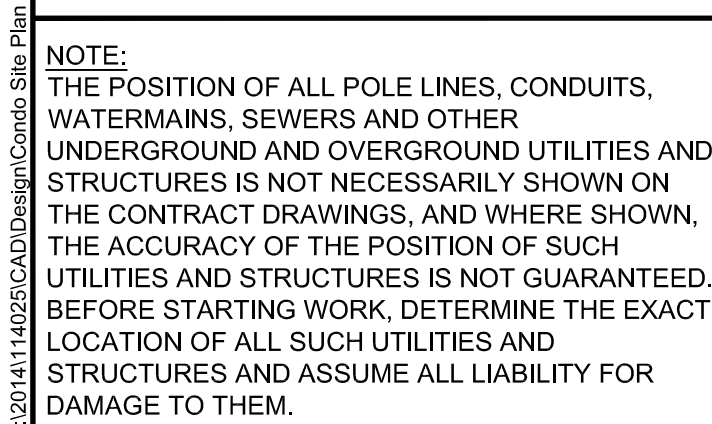 NOTE:
THE POSITION OF ALL POLE LINES, CONDUITS,
WATERMAINS, SEWERS AND OTHER
UNDERGROUND AND OVERGROUND UTILITIES AND
STRUCTURES IS NOT NECESSARILY SHOWN ON
THE CONTRACT DRAWINGS, AND WHERE SHOWN,
THE ACCURACY OF THE POSITION OF SUCH
UTILITIES AND STRUCTURES IS NOT GUARANTEED.
BEFORE STARTING WORK, DETERMINE THE EXACT
LOCATION OF ALL SUCH UTILITIES AND
STRUCTURES AND ASSUME ALL LIABILITY FOR
DAMAGE TO THEM.
:\2014\114025\CAD\Design\Condo Site Plan